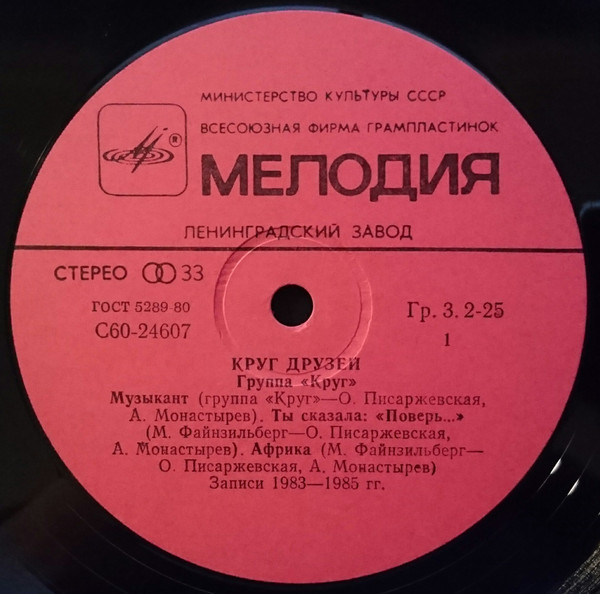 МИНИСТЕРСТВО КУЛЬТУРЫ СССР
ВСЕСОЮЗНАЯ ФИРМА ГРАМПЛАСТИНОК
®
МЕЛОДИЯ
ЛЕНИНГРАДСКИЙ ЗАВОД
СТЕРЕО 33
ГОСТ 5289-80
Гр. 3. 2-25
С60-24607
1
КРУГ ДРУЗЕЙ
Группа «Круг»
Музыкант (группа «Круг»—О. Писаржевская,
А. Монастырев). Ты сказала: «Поверь...»
(М. Файнзильберг—О. Писаржевская,
А. Монастырев). Африка (М. Файнзильберг—
О. Писаржевская, А. Монастырев)
Записи 1983—1985 гг.